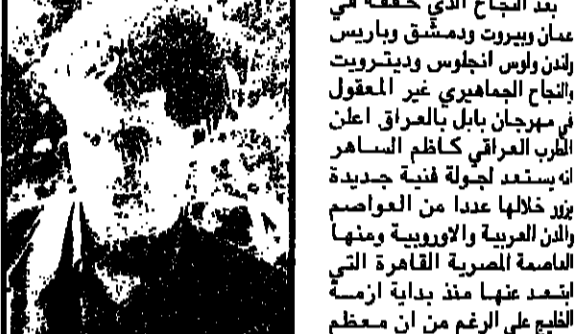 بعد النجاح الذي حققه في
عمان وبيروت ودمشق وباريس
ولندن ولوس انجلوس وديترويت
والنجاح الجماهيري غير المعقول
في مهرجان بابل بالعراق اعلن
المطرب العراقي كاظم الساهر
انه يستعد لجولة فنية جديدة
يزور خلالها عددا من العواصم
والمدن العربية والاوروبية ومنها
العاصمة المصرية القاهرة التي
ابتعد عنها منذ بداية ازمة
الخليج على الرغم من ان معظم